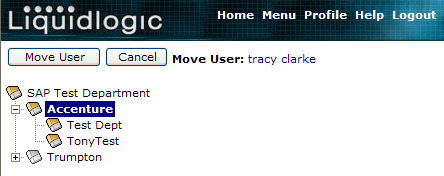 Liquidlogic
Home Menu Profile Help Logout
Move User Cancel Move User: tracy clarke
SAP Test Department
Accenture
Test Dept
TonyTest
Trumpton